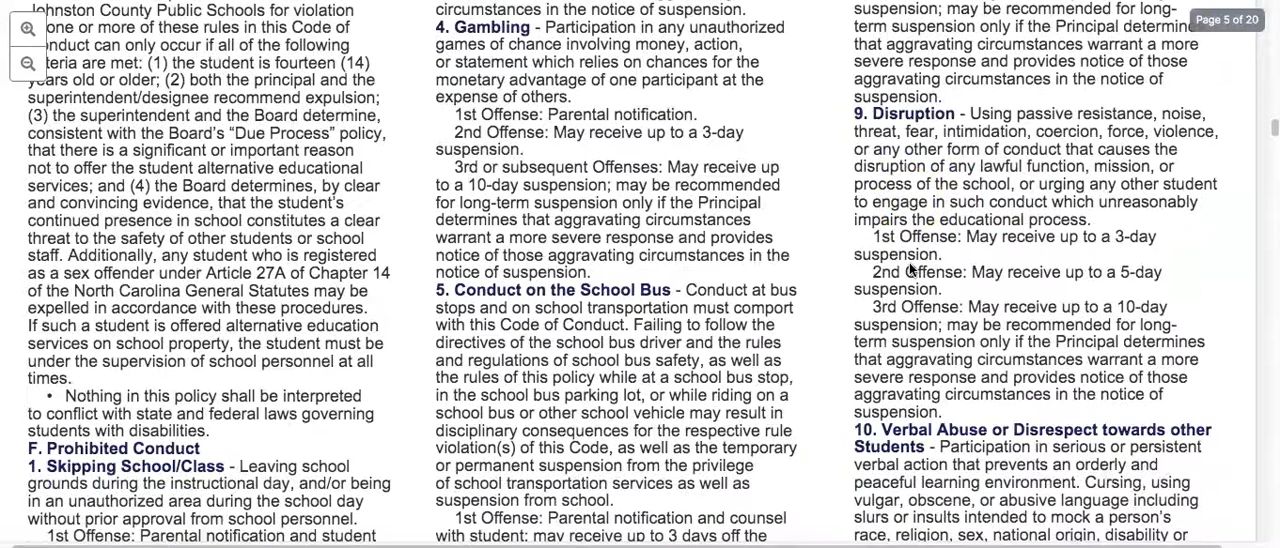 Johnston County Public Schools for violation
one or more of these rules in this Code of
conduct can only occur if all of the following
criteria are met: (1) the student is fourteen (14)
years old or older; (2) both the principal and the
superintendent/designee recommend expulsion;
(3) the superintendent and the Board determine,
consistent with the Board's “Due Process” policy,
that there is a significant or important reason
not to offer the student alternative educational
services; and (4) the Board determines, by clear
and convincing evidence, that the student's
continued presence in school constitutes a clear
threat to the safety of other students or school
staff. Additionally, any student who is registered
as a sex offender under Article 27A of Chapter 14
of the North Carolina General Statutes may be
expelled in accordance with these procedures.
If such a student is offered alternative education
services on school property, the student must be
under the supervision of school personnel at all
times.
• Nothing in this policy shall be interpreted
to conflict with state and federal laws governing
students with disabilities.
F. Prohibited Conduct
1. Skipping School/Class - Leaving school
grounds during the instructional day, and/or being
in an unauthorized area during the school day
without prior approval from school personnel.
1st Offense: Parental notification and student
circumstances in the notice of suspension.
4. Gambling - Participation in any unauthorized
games of chance involving money, action,
or statement which relies on chances for the
monetary advantage of one participant at the
expense of others.
1st Offense: Parental notification.
2nd Offense: May receive up to a 3-day
suspension.
3rd or subsequent Offenses: May receive up
to a 10-day suspension; may be recommended
for long-term suspension only if the Principal
determines that aggravating circumstances
warrant a more severe response and provides
notice of those aggravating circumstances in the
notice of suspension.
5. Conduct on the School Bus - Conduct at bus
stops and on school transportation must comport
with this Code of Conduct. Failing to follow the
directives of the school bus driver and the rules
and regulations of school bus safety, as well as
the rules of this policy while at a school bus stop,
in the school bus parking lot, or while riding on a
school bus or other school vehicle may result in
disciplinary consequences for the respective rule
violation(s) of this Code, as well as the temporary
or permanent suspension from the privilege
of school transportation services as well as
suspension from school.
1st Offense: Parental notification and counsel
with student; may receive up to 3 days off the
suspension; may be recommended for long-
term suspension only if the Principal determines
that aggravating circumstances warrant a more
severe response and provides notice of those
aggravating circumstances in the notice of
suspension.
9. Disruption - Using passive resistance, noise,
threat, fear, intimidation, coercion, force, violence,
or any other form of conduct that causes the
disruption of any lawful function, mission, or
process of the school, or urging any other student
to engage in such conduct which unreasonably
impairs the educational process.
1st Offense: May receive up to a 3-day
suspension.
2nd Offense: May receive up to a 5-day
suspension.
3rd Offense: May receive up to a 10-day
suspension; may be recommended for long-
term suspension only if the Principal determines
that aggravating circumstances warrant a more
severe response and provides notice of those
aggravating circumstances in the notice of
suspension.
10. Verbal Abuse or Disrespect towards other
Students - Participation in serious or persistent
verbal action that prevents an orderly and
peaceful learning environment. Cursing, using
vulgar, obscene, or abusive language including
slurs or insults intended to mock a person's
race, religion, sex, national origin, disability or
Page 5 of 20